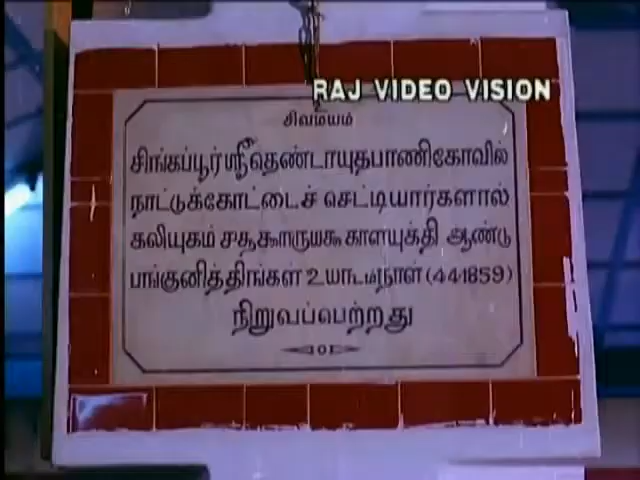 RAJ VIDEO VISION
உ
சிவமயம்
சிங்கப்பூர் ஸ்ரீ தெண்டாயுதபாணி கோவில்
நாட்டுக்கோட்டைச் செட்டியார்களால்
கலியுகம் காளயுக்தி ஆண்டு
பங்குனித்திங்கள் (4·4·1859)
நிறுவப்பெற்றது